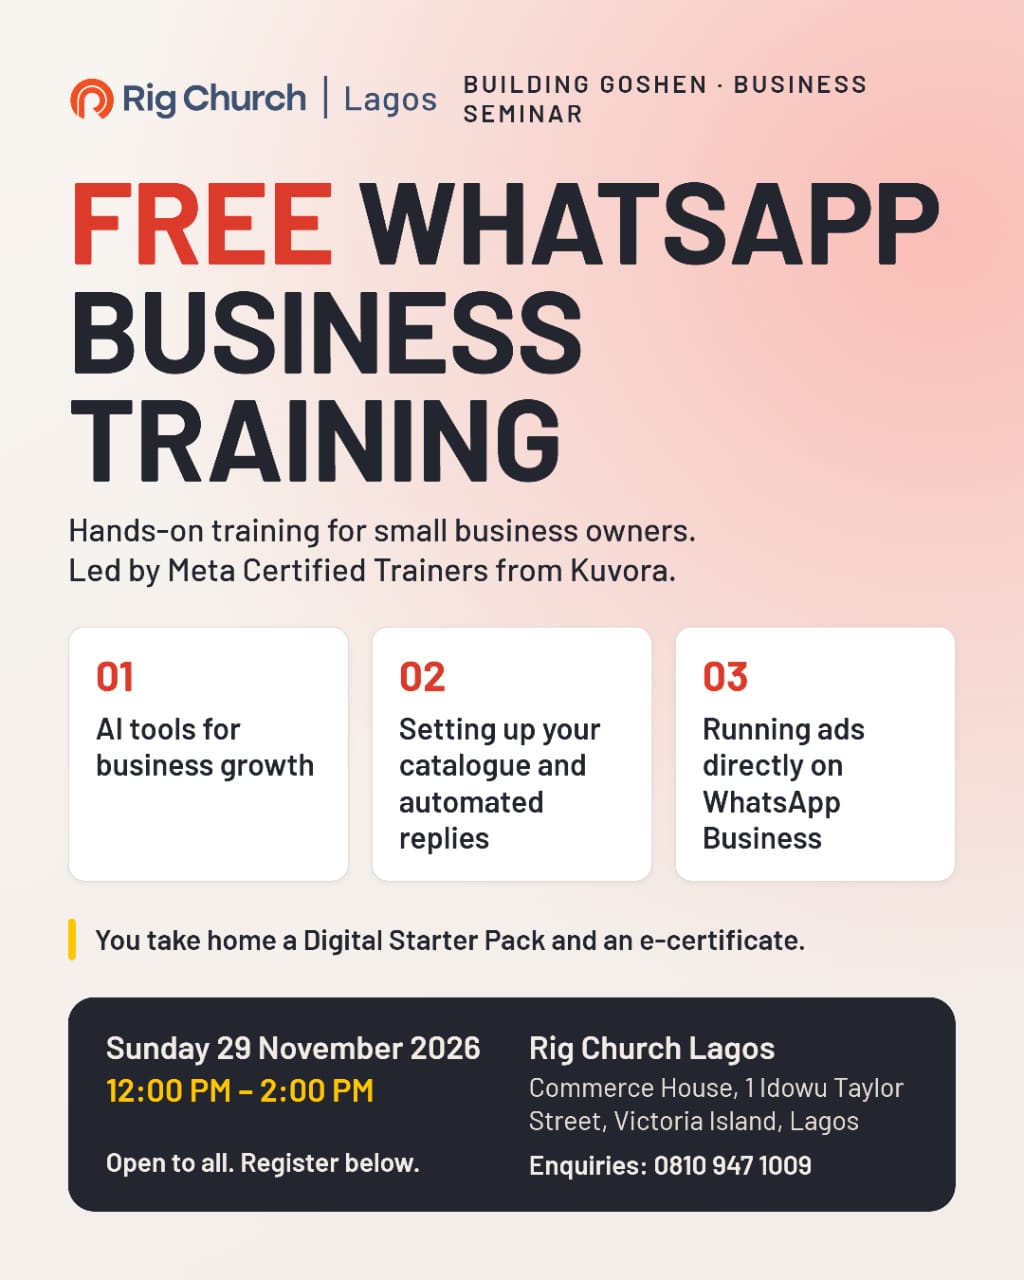 Rig Church | Lagos
BUILDING GOSHEN · BUSINESS
SEMINAR
FREE WHATSAPP
BUSINESS
TRAINING
Hands-on training for small business owners.
Led by Meta Certified Trainers from Kuvora.
01
AI tools for
business growth
02
Setting up your
catalogue and
automated
replies
03
Running ads
directly on
WhatsApp
Business
You take home a Digital Starter Pack and an e-certificate.
Sunday 29 November 2026
12:00 PM – 2:00 PM
Open to all. Register below.
Rig Church Lagos
Commerce House, 1 Idowu Taylor
Street, Victoria Island, Lagos
Enquiries: 0810 947 1009